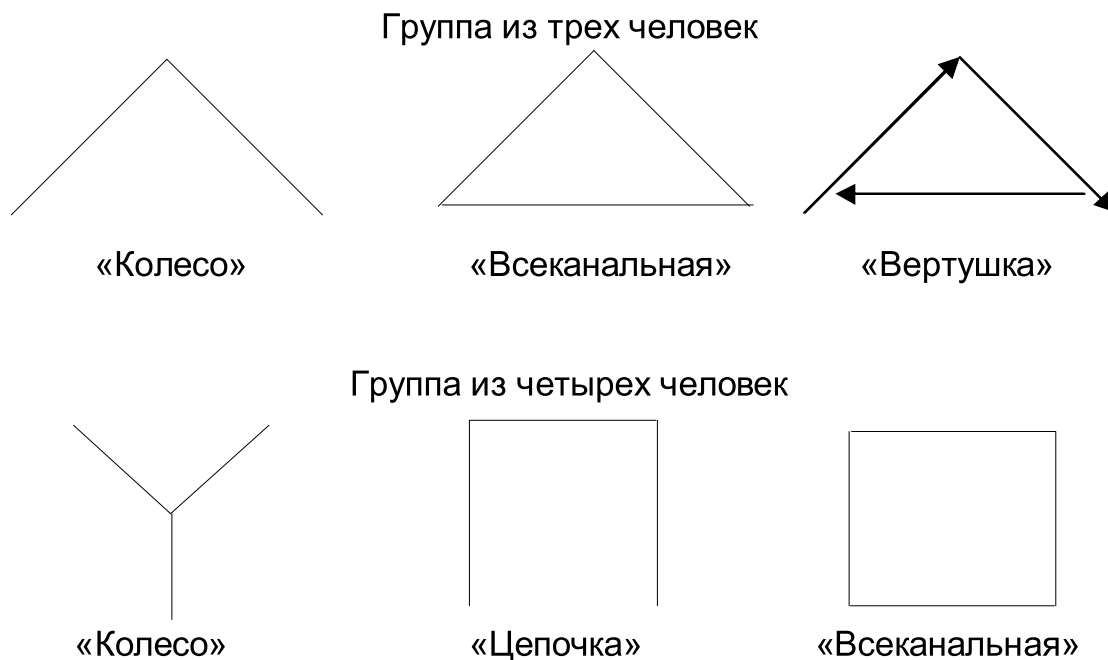 Группа из трех человек
«Колесо» «Всеканальная» «Вертушка»
Группа из четырех человек
«Колесо» «Цепочка» «Всеканальная»